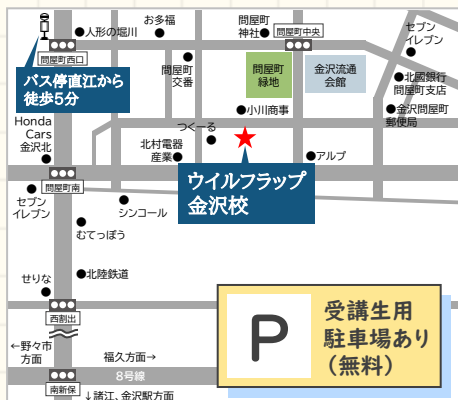 お多福
問屋町
神社
問屋町中央
セブン
イレブン
人形の堀川
問屋町西口
バス停直江から
徒歩5分
問屋町
交番
問屋町
緑地
金沢流通
会館
北國銀行
問屋町支店
小川商事
金沢問屋町
郵便局
Honda
Cars
金沢北
つくーる
北村電器
産業
アルプ
ウイルフラップ
金沢校
問屋町南
セブン
イレブン
シンコール
むてっぽう
北陸鉄道
せりな
西割出
P
受講生用
駐車場あり
（無料）
←野々市
方面
福久方面→
8号線
南新保
↓諸江、金沢駅方面